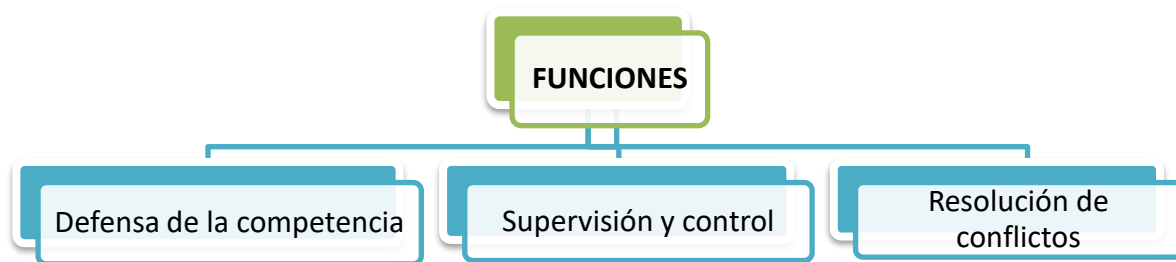 FUNCIONES
Defensa de la competencia
Supervisión y control
Resolución de
conflictos